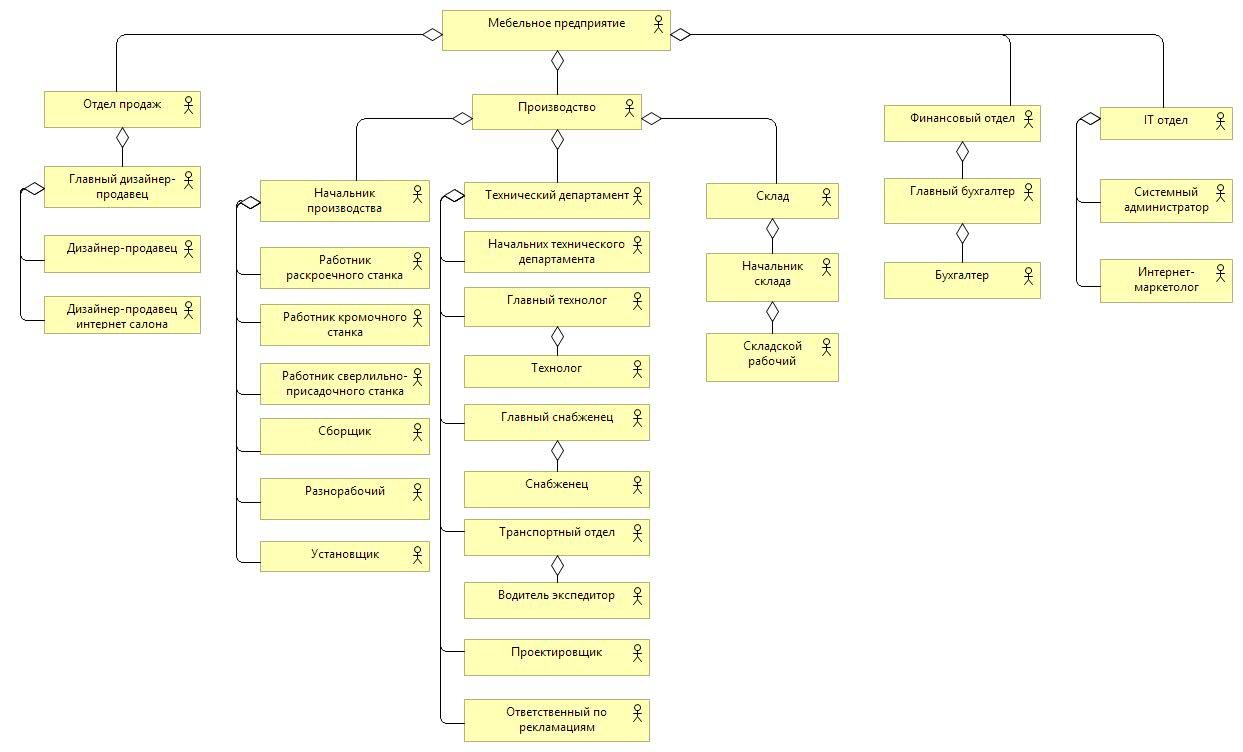 Мебельное предприятие
Отдел продаж
Главный дизайнер-
продавец
Дизайнер-продавец
Дизайнер-продавец
интернет салона
Производство
Начальник
производства
Работник
раскроечного станка
Работник кромочного
станка
Работник сверлильно-
присадочного станка
Сборщик
Разнорабочий
Установщик
Технический департамент
Начальних технического
департамента
Главный технолог
Технолог
Главный снабженец
Снабженец
Транспортный отдел
Водитель экспедитор
Проектировщик
Ответственный по
рекламациям
Склад
Начальник
склада
Складской
рабочий
Финансовый отдел
Главный бухгалтер
Бухгалтер
IT отдел
Системный
администратор
Интернет-
маркетолог